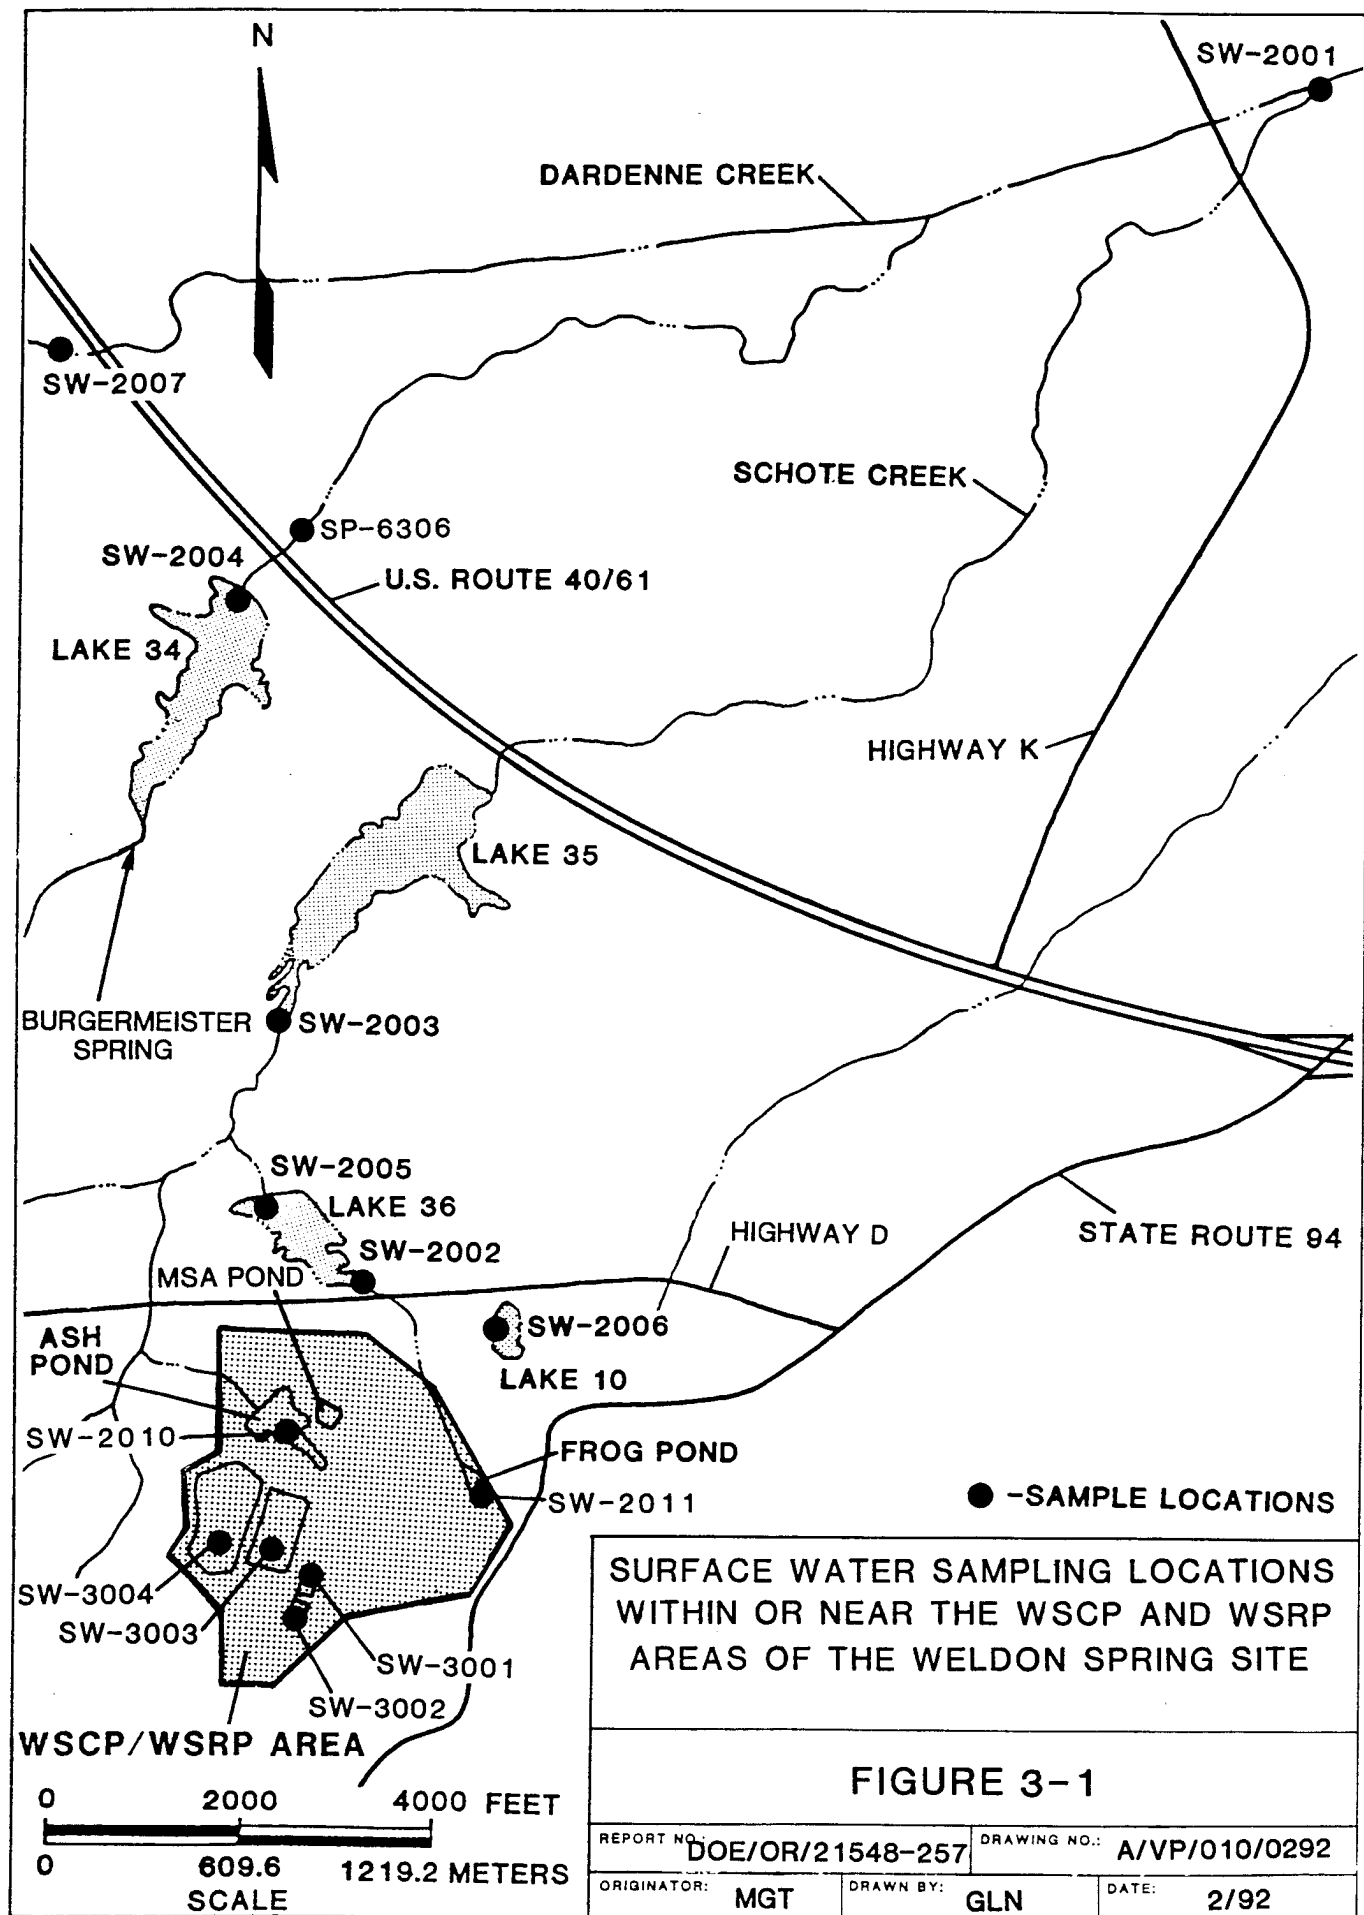 N
SW-2001
DARDENNE CREEK
SW-2007
SCHOTE CREEK
SP-6306
SW-2004
U.S. ROUTE 40/61
LAKE 34
HIGHWAY K
LAKE 35
BURGERMEISTER
SPRING
SW-2003
SW-2005
LAKE 36
HIGHWAY D
STATE ROUTE 94
SW-2002
MSA POND
ASH
POND
SW-2006
LAKE 10
SW-2010
FROG POND
SW-2011
-SAMPLE LOCATIONS
SW-3004
SW-3003
SW-3001
SW-3002
WSCP/WSRP AREA
0 2000 4000 FEET
0 609.6 1219.2 METERS
SCALE
SURFACE WATER SAMPLING LOCATIONS
WITHIN OR NEAR THE WSCP AND WSRP
AREAS OF THE WELDON SPRING SITE
FIGURE 3-1
REPORT NO.: DOE/OR/21548-257 DRAWING NO.: A/VP/010/0292
ORIGINATOR: MGT DRAWN BY: GLN DATE: 2/92